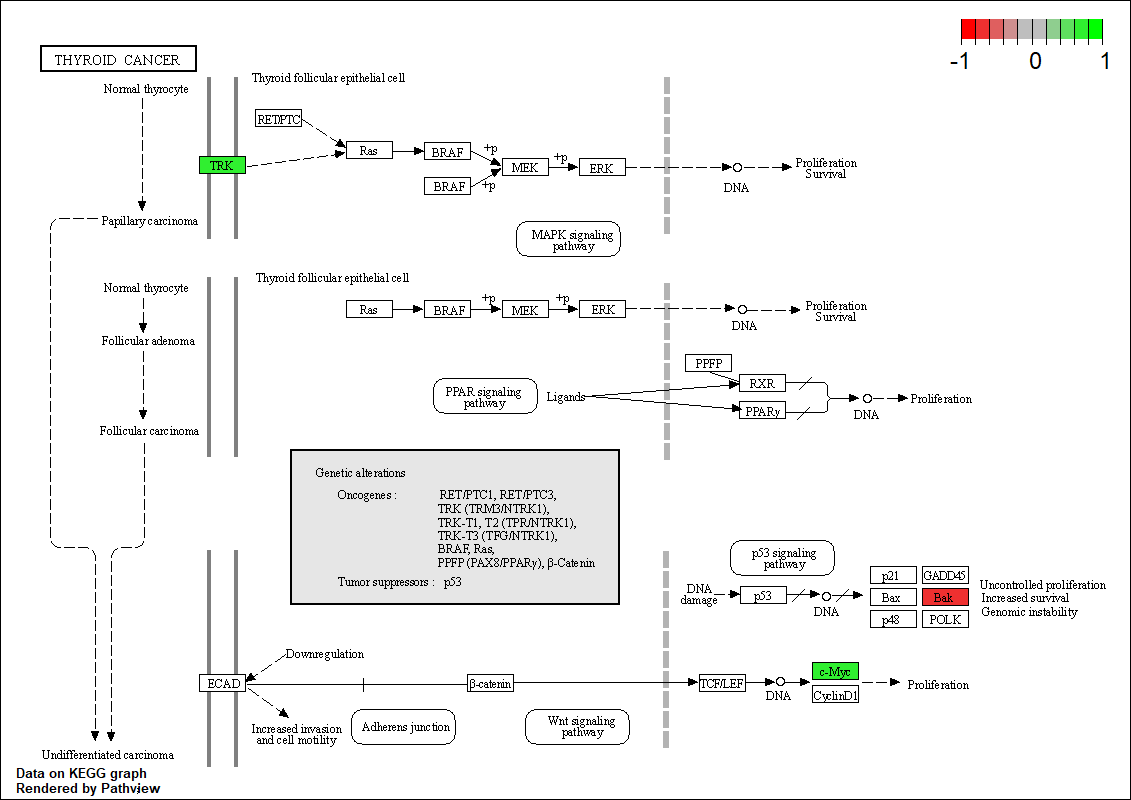 -1 0 1
THYROID CANCER
Normal thyrocyte
Thyroid follicular epithelial cell
RET/PTC
TRK
Ras
BRAF
+p
MEK
+p
ERK
BRAF
+p
DNA
Proliferation
Survival
Papillary carcinoma
MAPK signaling
pathway
Normal thyrocyte
Thyroid follicular epithelial cell
Ras
BRAF
+p
MEK
+p
ERK
DNA
Proliferation
Survival
Follicular adenoma
PPFP
PPAR signaling
pathway
Ligands
RXR
PPARγ
DNA
Proliferation
Follicular carcinoma
Genetic alterations
Oncogenes :
RET/PTC1, RET/PTC3,
TRK (TRM3/NTRK1),
TRK-T1, T2 (TPR/NTRK1),
TRK-T3 (TFG/NTRK1),
BRAF, Ras,
PPFP (PAX8/PPARγ), β-Catenin
Tumor suppressors : p53
p53 signaling
pathway
DNA
damage
p53
DNA
p21
GADD45
Bax
Bak
p48
POLK
Uncontrolled proliferation
Increased survival
Genomic instability
Downregulation
ECAD
β-catenin
TCF/LEF
DNA
c-Myc
CyclinD1
Proliferation
Increased invasion
and cell motility
Adherens junction
Wnt signaling
pathway
Undifferentiated carcinoma
Data on KEGG graph
Rendered by Pathview